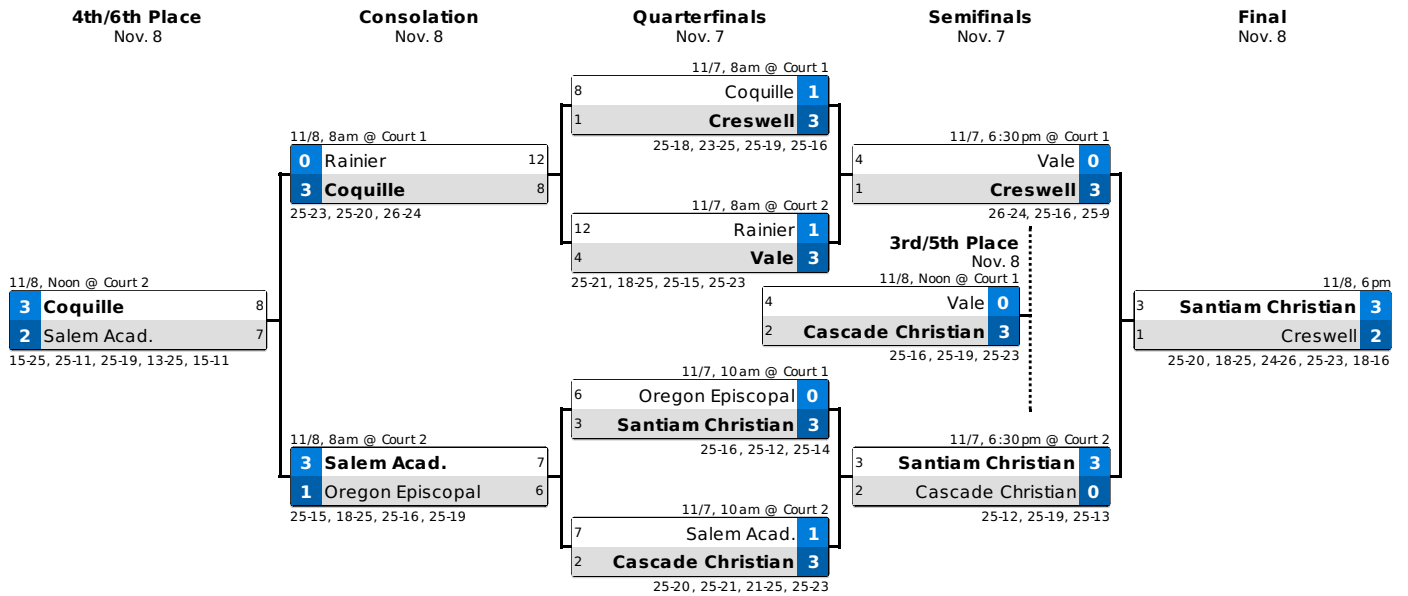 4th/6th Place
Nov. 8
Consolation
Nov. 8
Quarterfinals
Nov. 7
Semifinals
Nov. 7
Final
Nov. 8
11/8, Noon @ Court 2
3 Coquille 8
2 Salem Acad. 7
15-25, 25-11, 25-19, 13-25, 15-11
11/8, 8am @ Court 1
0 Rainier 12
3 Coquille 8
25-23, 25-20, 26-24
11/8, 8am @ Court 2
3 Salem Acad. 7
1 Oregon Episcopal 6
25-15, 18-25, 25-16, 25-19
11/7, 8am @ Court 1
8 Coquille 1
1 Creswell 3
25-18, 23-25, 25-19, 25-16
11/7, 8am @ Court 2
12 Rainier 1
4 Vale 3
25-21, 18-25, 25-15, 25-23
11/7, 10am @ Court 1
6 Oregon Episcopal 0
3 Santiam Christian 3
25-16, 25-12, 25-14
11/7, 10am @ Court 2
7 Salem Acad. 1
2 Cascade Christian 3
25-20, 25-21, 21-25, 25-23
11/7, 6:30pm @ Court 1
4 Vale 0
1 Creswell 3
26-24, 25-16, 25-9
3rd/5th Place
Nov. 8
11/8, Noon @ Court 1
4 Vale 0
2 Cascade Christian 3
25-16, 25-19, 25-23
11/7, 6:30pm @ Court 2
3 Santiam Christian 3
2 Cascade Christian 0
25-12, 25-19, 25-13
11/8, 6pm
3 Santiam Christian 3
1 Creswell 2
25-20, 18-25, 24-26, 25-23, 18-16